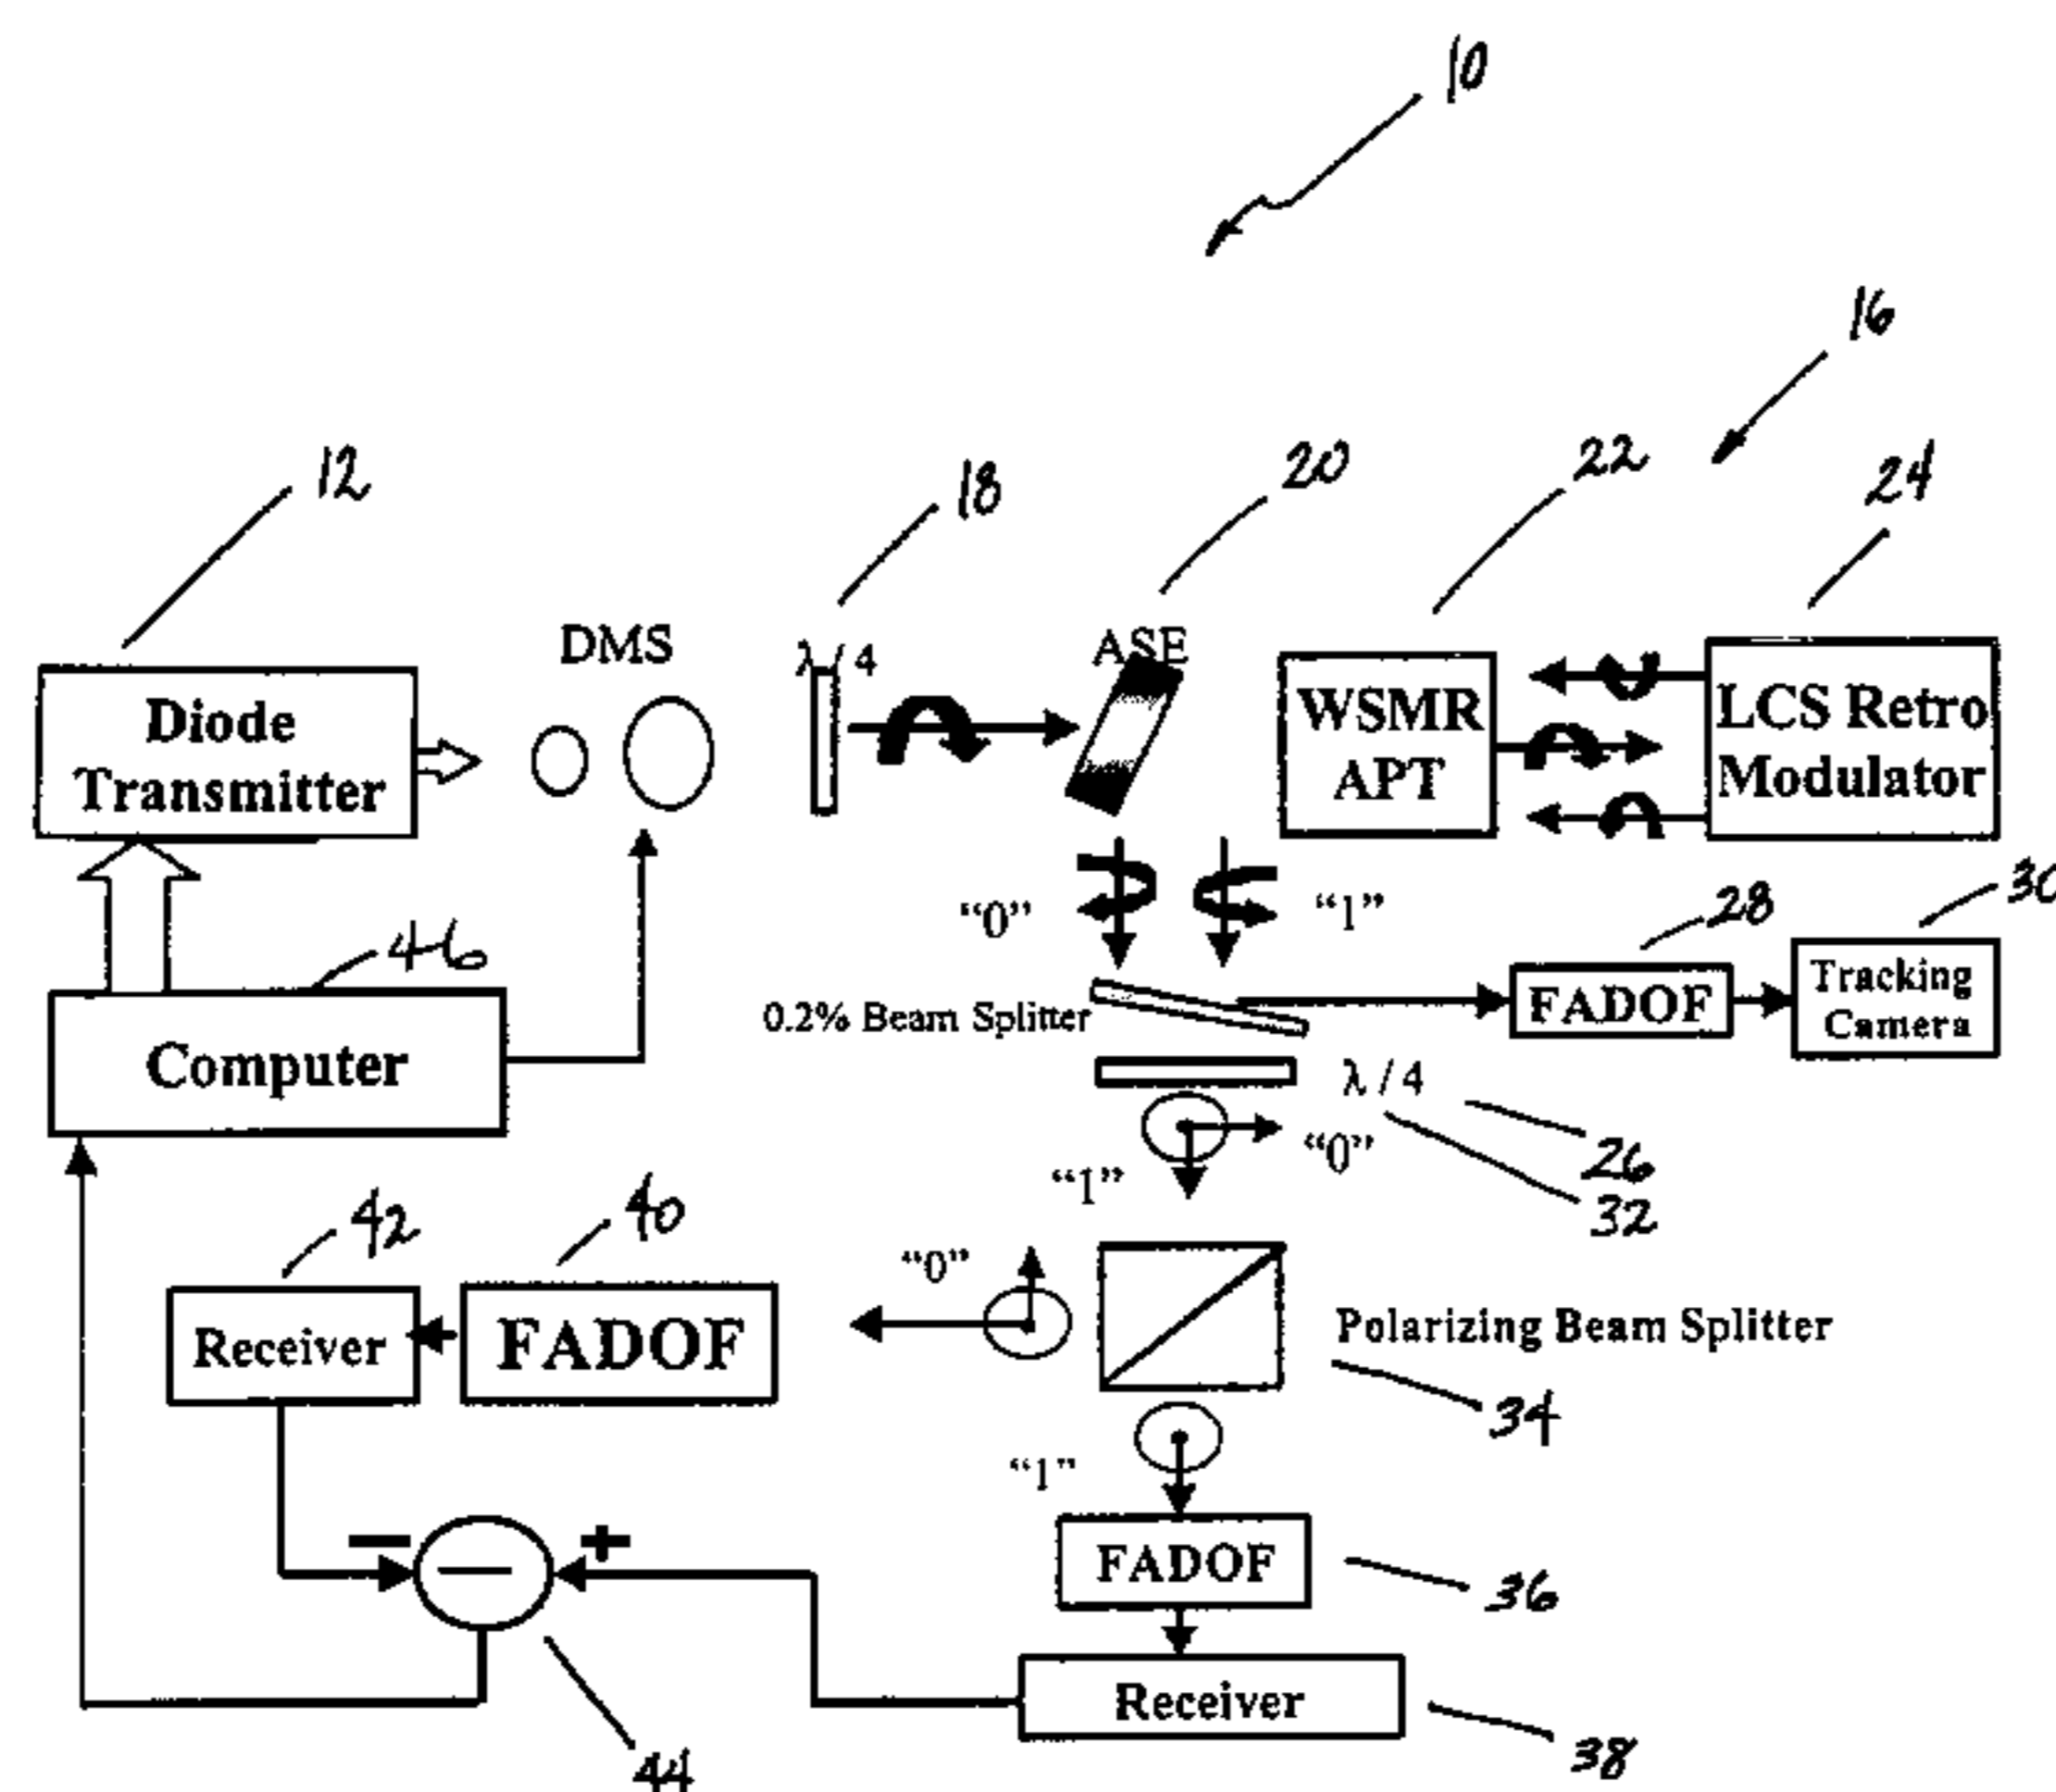 10
16
12
18
20
22
24
DMS
λ / 4
ASE
Diode
Transmitter
WSMR
APT
LCS Retro
Modulator
"0"
"1"
28
30
46
Computer
0.2% Beam Splitter
FADOF
Tracking
Camera
λ / 4
"0"
"1"
26
32
42
40
"0"
Receiver
FADOF
Polarizing Beam Splitter
34
"1"
− − +
FADOF
36
Receiver
38
44